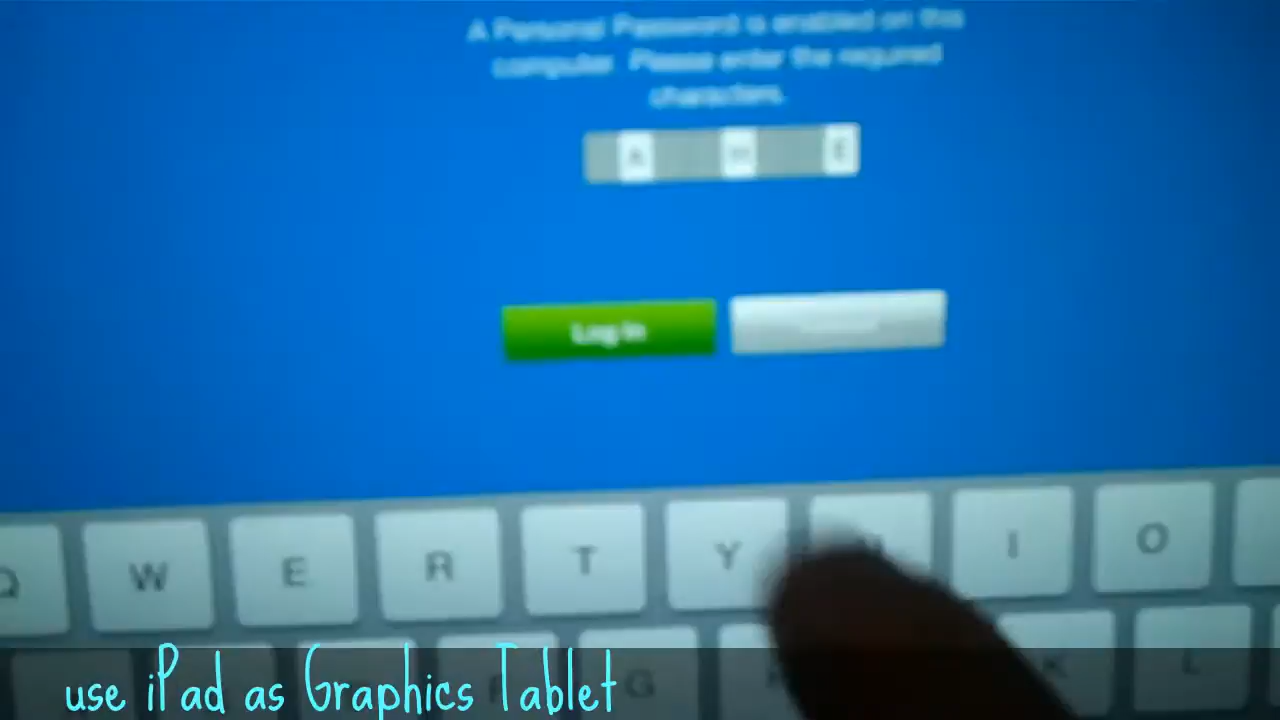 A Personal Password is enabled on this
computer. Please enter the required
characters.
Log In
Q W E R T Y U I O
G K L
use iPad as Graphics Tablet